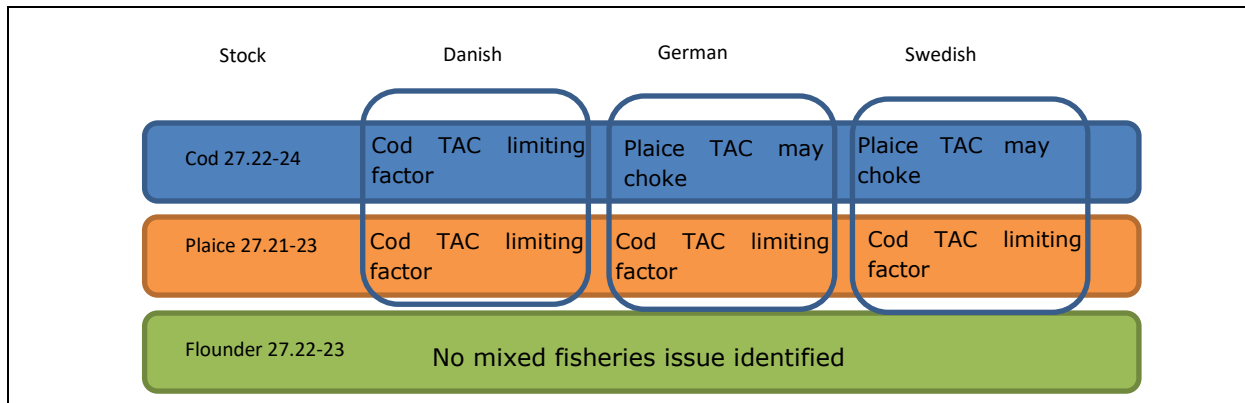 Stock Danish German Swedish
Cod 27.22-24
Cod TAC limiting
factor
Plaice TAC may
choke
Plaice TAC may
choke
Plaice 27.21-23
Cod TAC limiting
factor
Cod TAC limiting
factor
Cod TAC limiting
factor
Flounder 27.22-23
No mixed fisheries issue identified